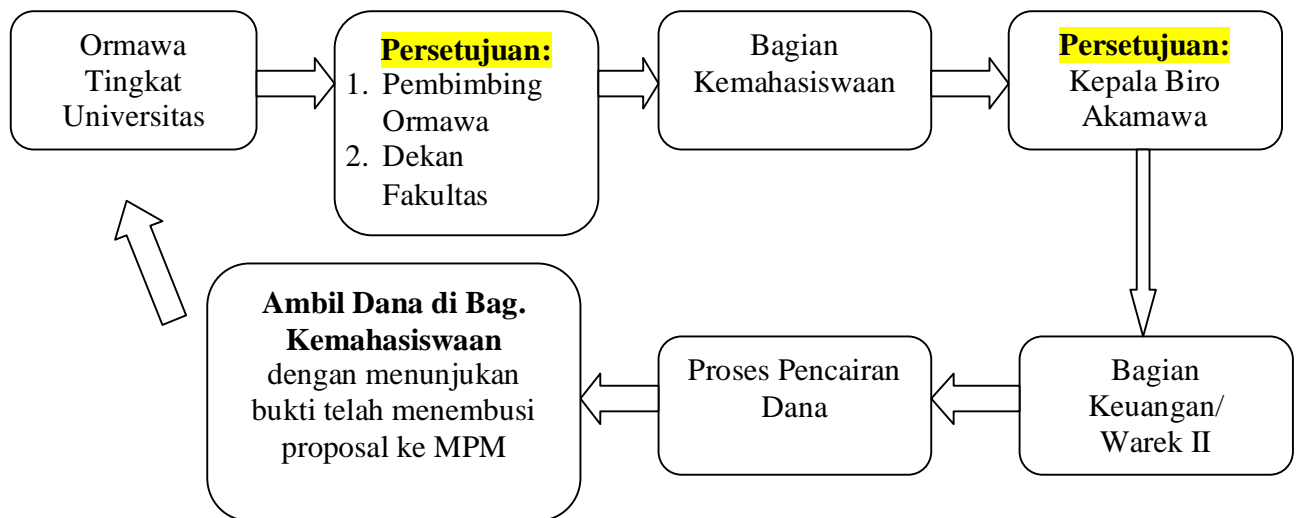 Ormawa
Tingkat
Universitas
Persetujuan:
1. Pembimbing
Ormawa
2. Dekan
Fakultas
Bagian
Kemahasiswaan
Persetujuan:
Kepala Biro
Akamawa
Bagian
Keuangan/
Warek II
Proses Pencairan
Dana
Ambil Dana di Bag.
Kemahasiswaan
dengan menunjukan
bukti telah menembusi
proposal ke MPM